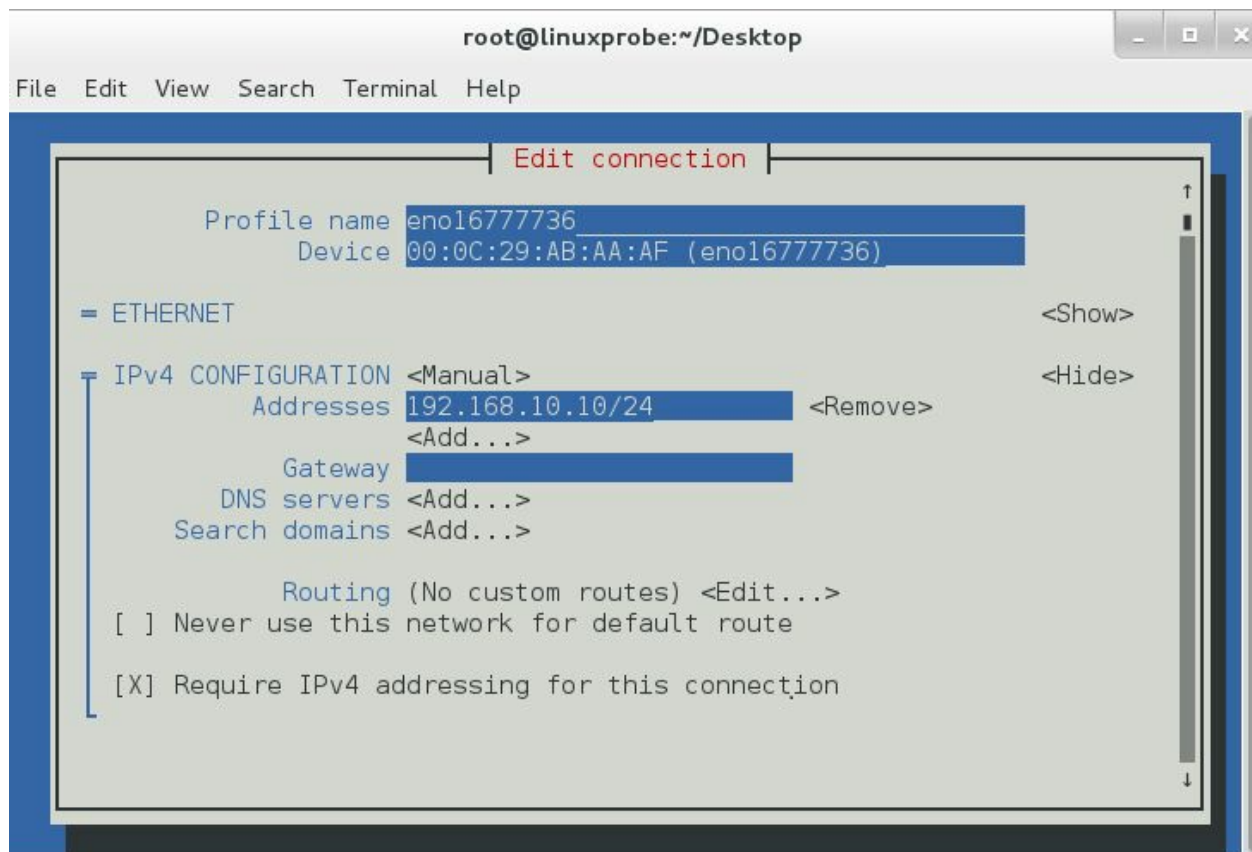 root@linuxprobe:~/Desktop
File Edit View Search Terminal Help
Edit connection
Profile name eno16777736
Device 00:0C:29:AB:AA:AF (eno16777736)
= ETHERNET <Show>
= IPv4 CONFIGURATION <Manual> <Hide>
Addresses 192.168.10.10/24 <Remove>
<Add...>
Gateway
DNS servers <Add...>
Search domains <Add...>
Routing (No custom routes) <Edit...>
[ ] Never use this network for default route
[X] Require IPv4 addressing for this connection